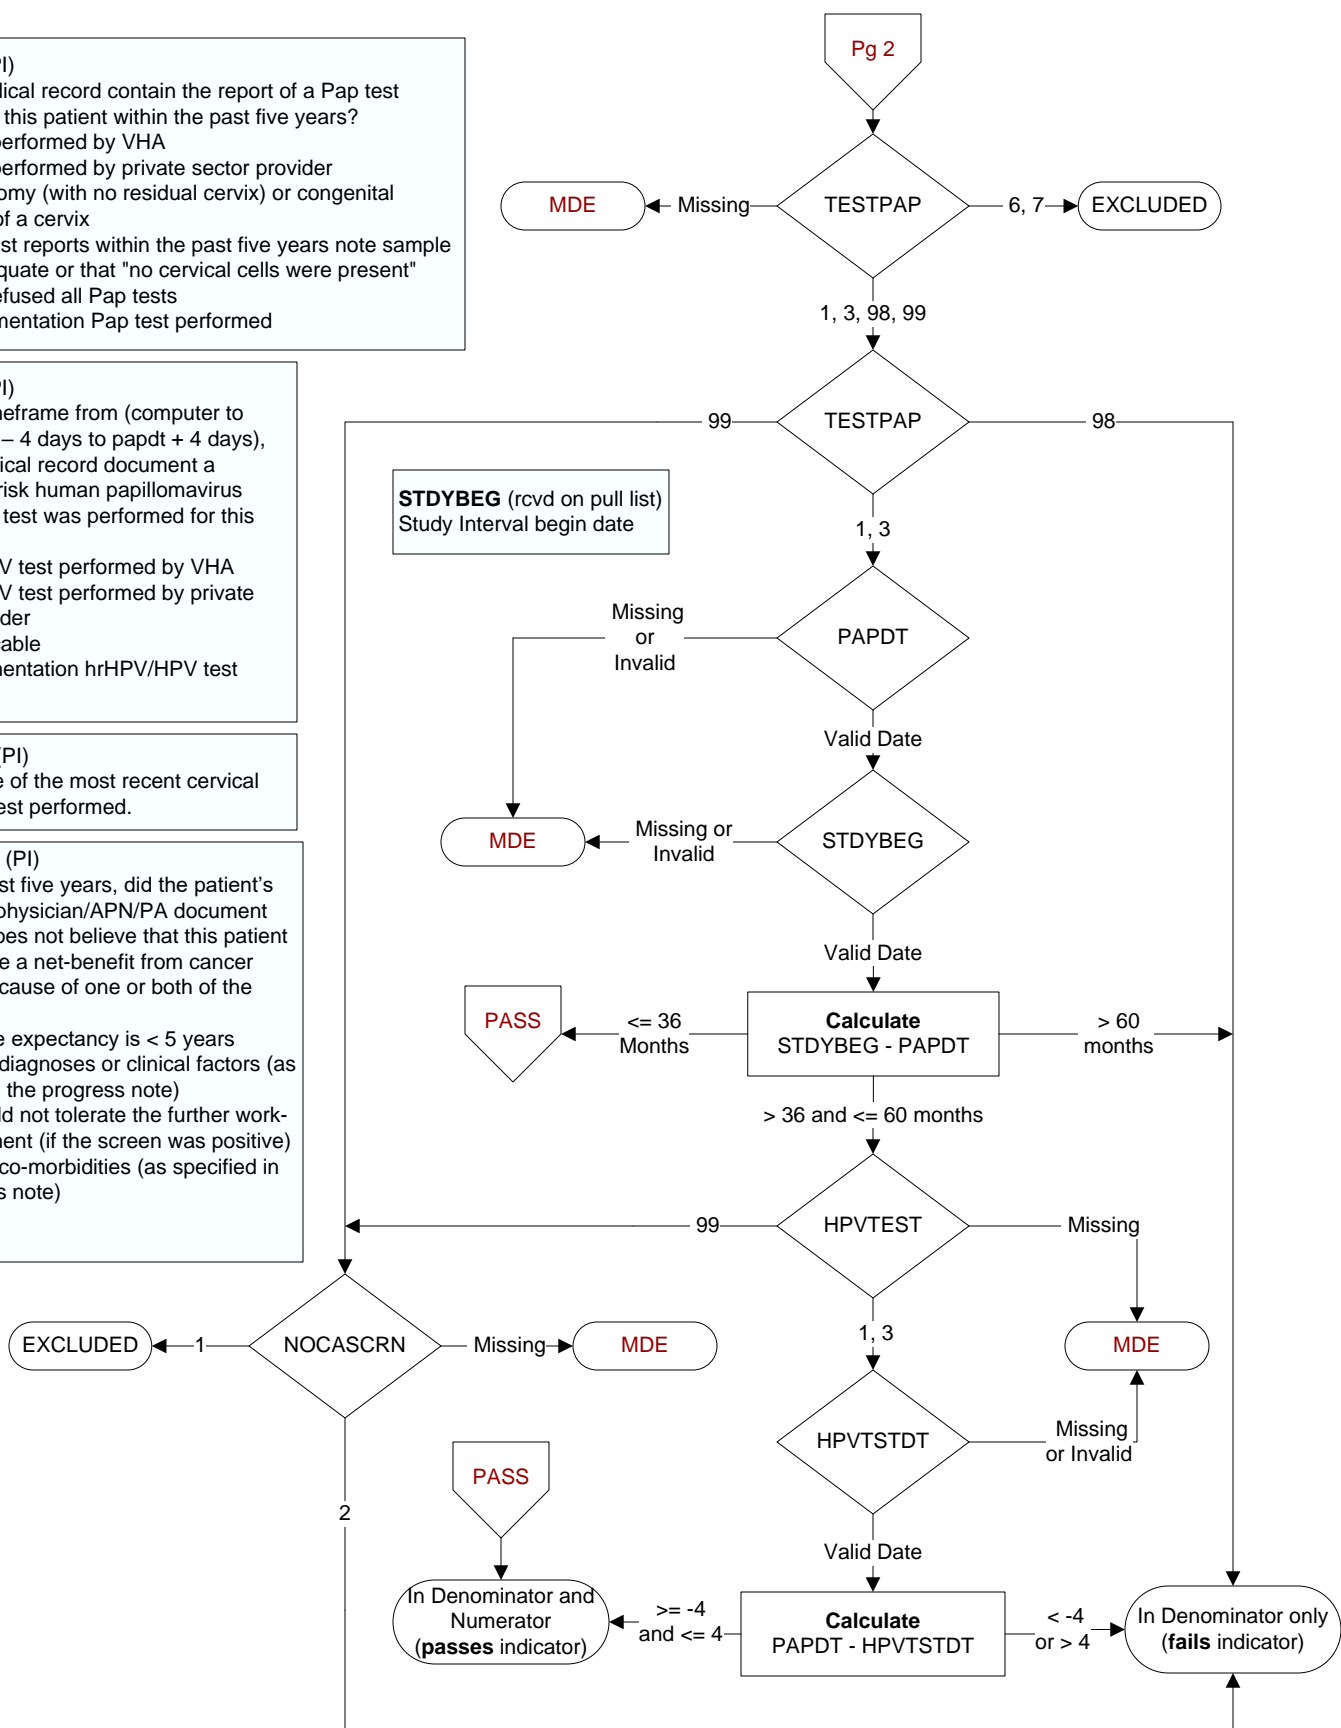 Pg 2
PI)
dical record contain the report of a Pap test
this patient within the past five years?
performed by VHA
performed by private sector provider
omy (with no residual cervix) or congenital
of a cervix
st reports within the past five years note sample
quate or that "no cervical cells were present"
efused all Pap tests
mentation Pap test performed
MDE
Missing
TESTPAP
6, 7
EXCLUDED
1, 3, 98, 99
PI)
neframe from (computer to
– 4 days to papdt + 4 days),
dical record document a
risk human papillomavirus
test was performed for this
V test performed by VHA
V test performed by private
der
cable
mentation hrHPV/HPV test
99
TESTPAP
98
STDYBEG (rcvd on pull list)
Study Interval begin date
1, 3
Missing
or
Invalid
PAPDT
Valid Date
(PI)
e of the most recent cervical
est performed.
MDE
Missing or
Invalid
STDYBEG
Valid Date
(PI)
st five years, did the patient's
physician/APN/PA document
oes not believe that this patient
e a net-benefit from cancer
cause of one or both of the
e expectancy is < 5 years
diagnoses or clinical factors (as
the progress note)
ld not tolerate the further work-
ment (if the screen was positive)
co-morbidities (as specified in
s note)
PASS
<= 36
Months
Calculate
STDYBEG - PAPDT
> 60
months
> 36 and <= 60 months
99
HPVTEST
Missing
EXCLUDED
1
NOCASCRN
Missing
MDE
1, 3
MDE
HPVTSTDT
Missing
or Invalid
PASS
2
Valid Date
In Denominator and
Numerator
(passes indicator)
>= -4
and <= 4
Calculate
PAPDT - HPVTSTDT
< -4
or > 4
In Denominator only
(fails indicator)